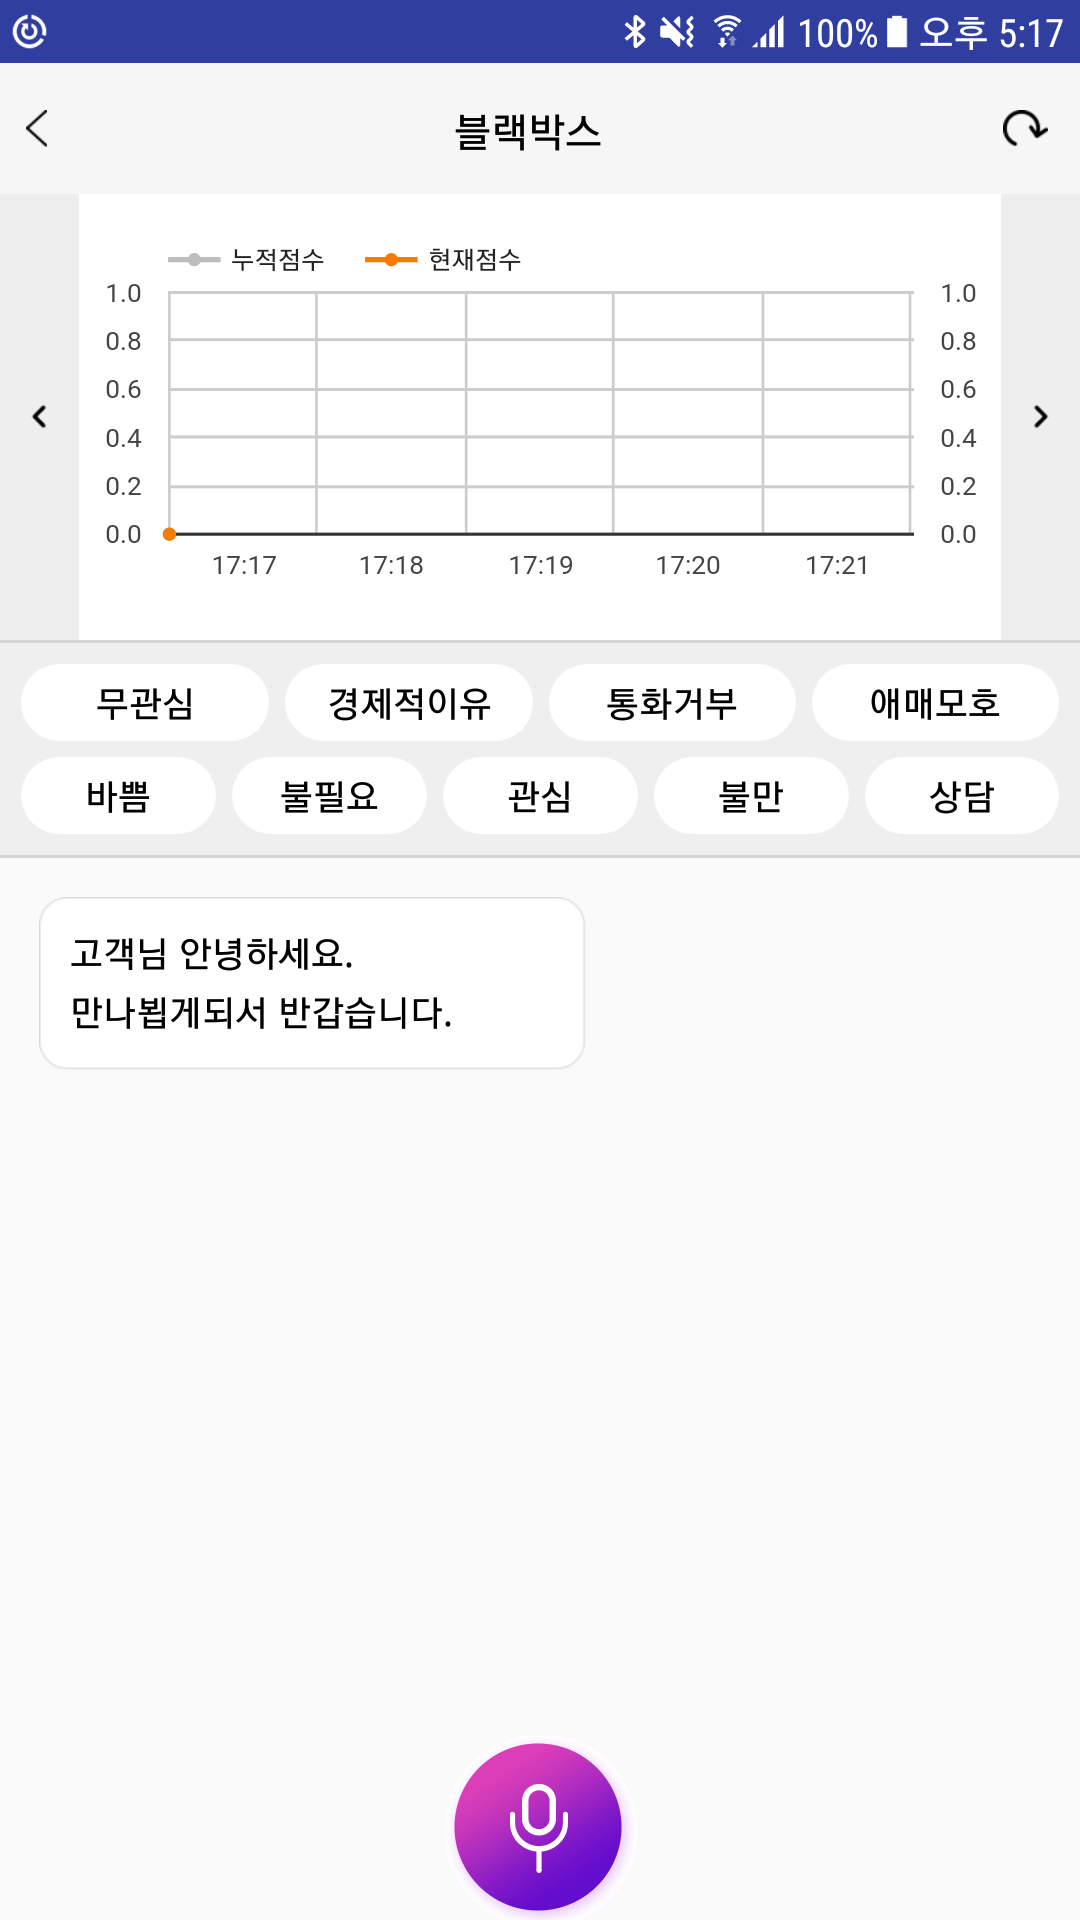 100% 오후 5:17
블랙박스
누적점수 현재점수
1.0 1.0
0.8 0.8
0.6 0.6
0.4 0.4
0.2 0.2
0.0 0.0
17:17 17:18 17:19 17:20 17:21
무관심 경제적이유 통화거부 애매모호
바쁨 불필요 관심 불만 상담
고객님 안녕하세요.
만나뵙게되서 반갑습니다.